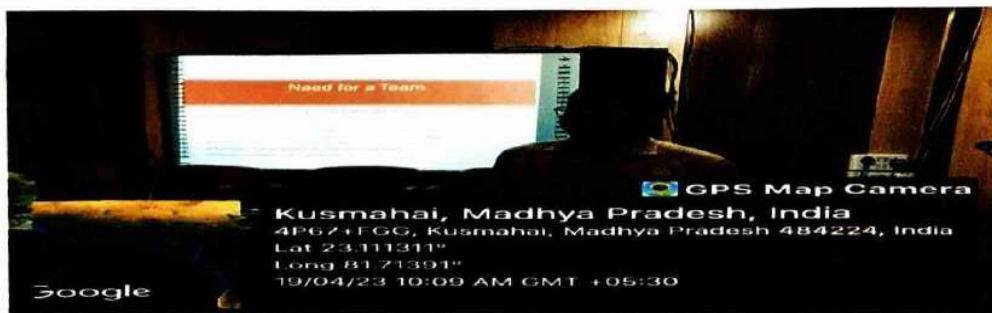 Need for a Team
GPS Map Camera
Kusmahai, Madhya Pradesh, India
4P67+FGG, Kusmahai, Madhya Pradesh 484224, India
Lat 23.111311°
Long 81.71391°
19/04/23 10:09 AM GMT +05:30
Google